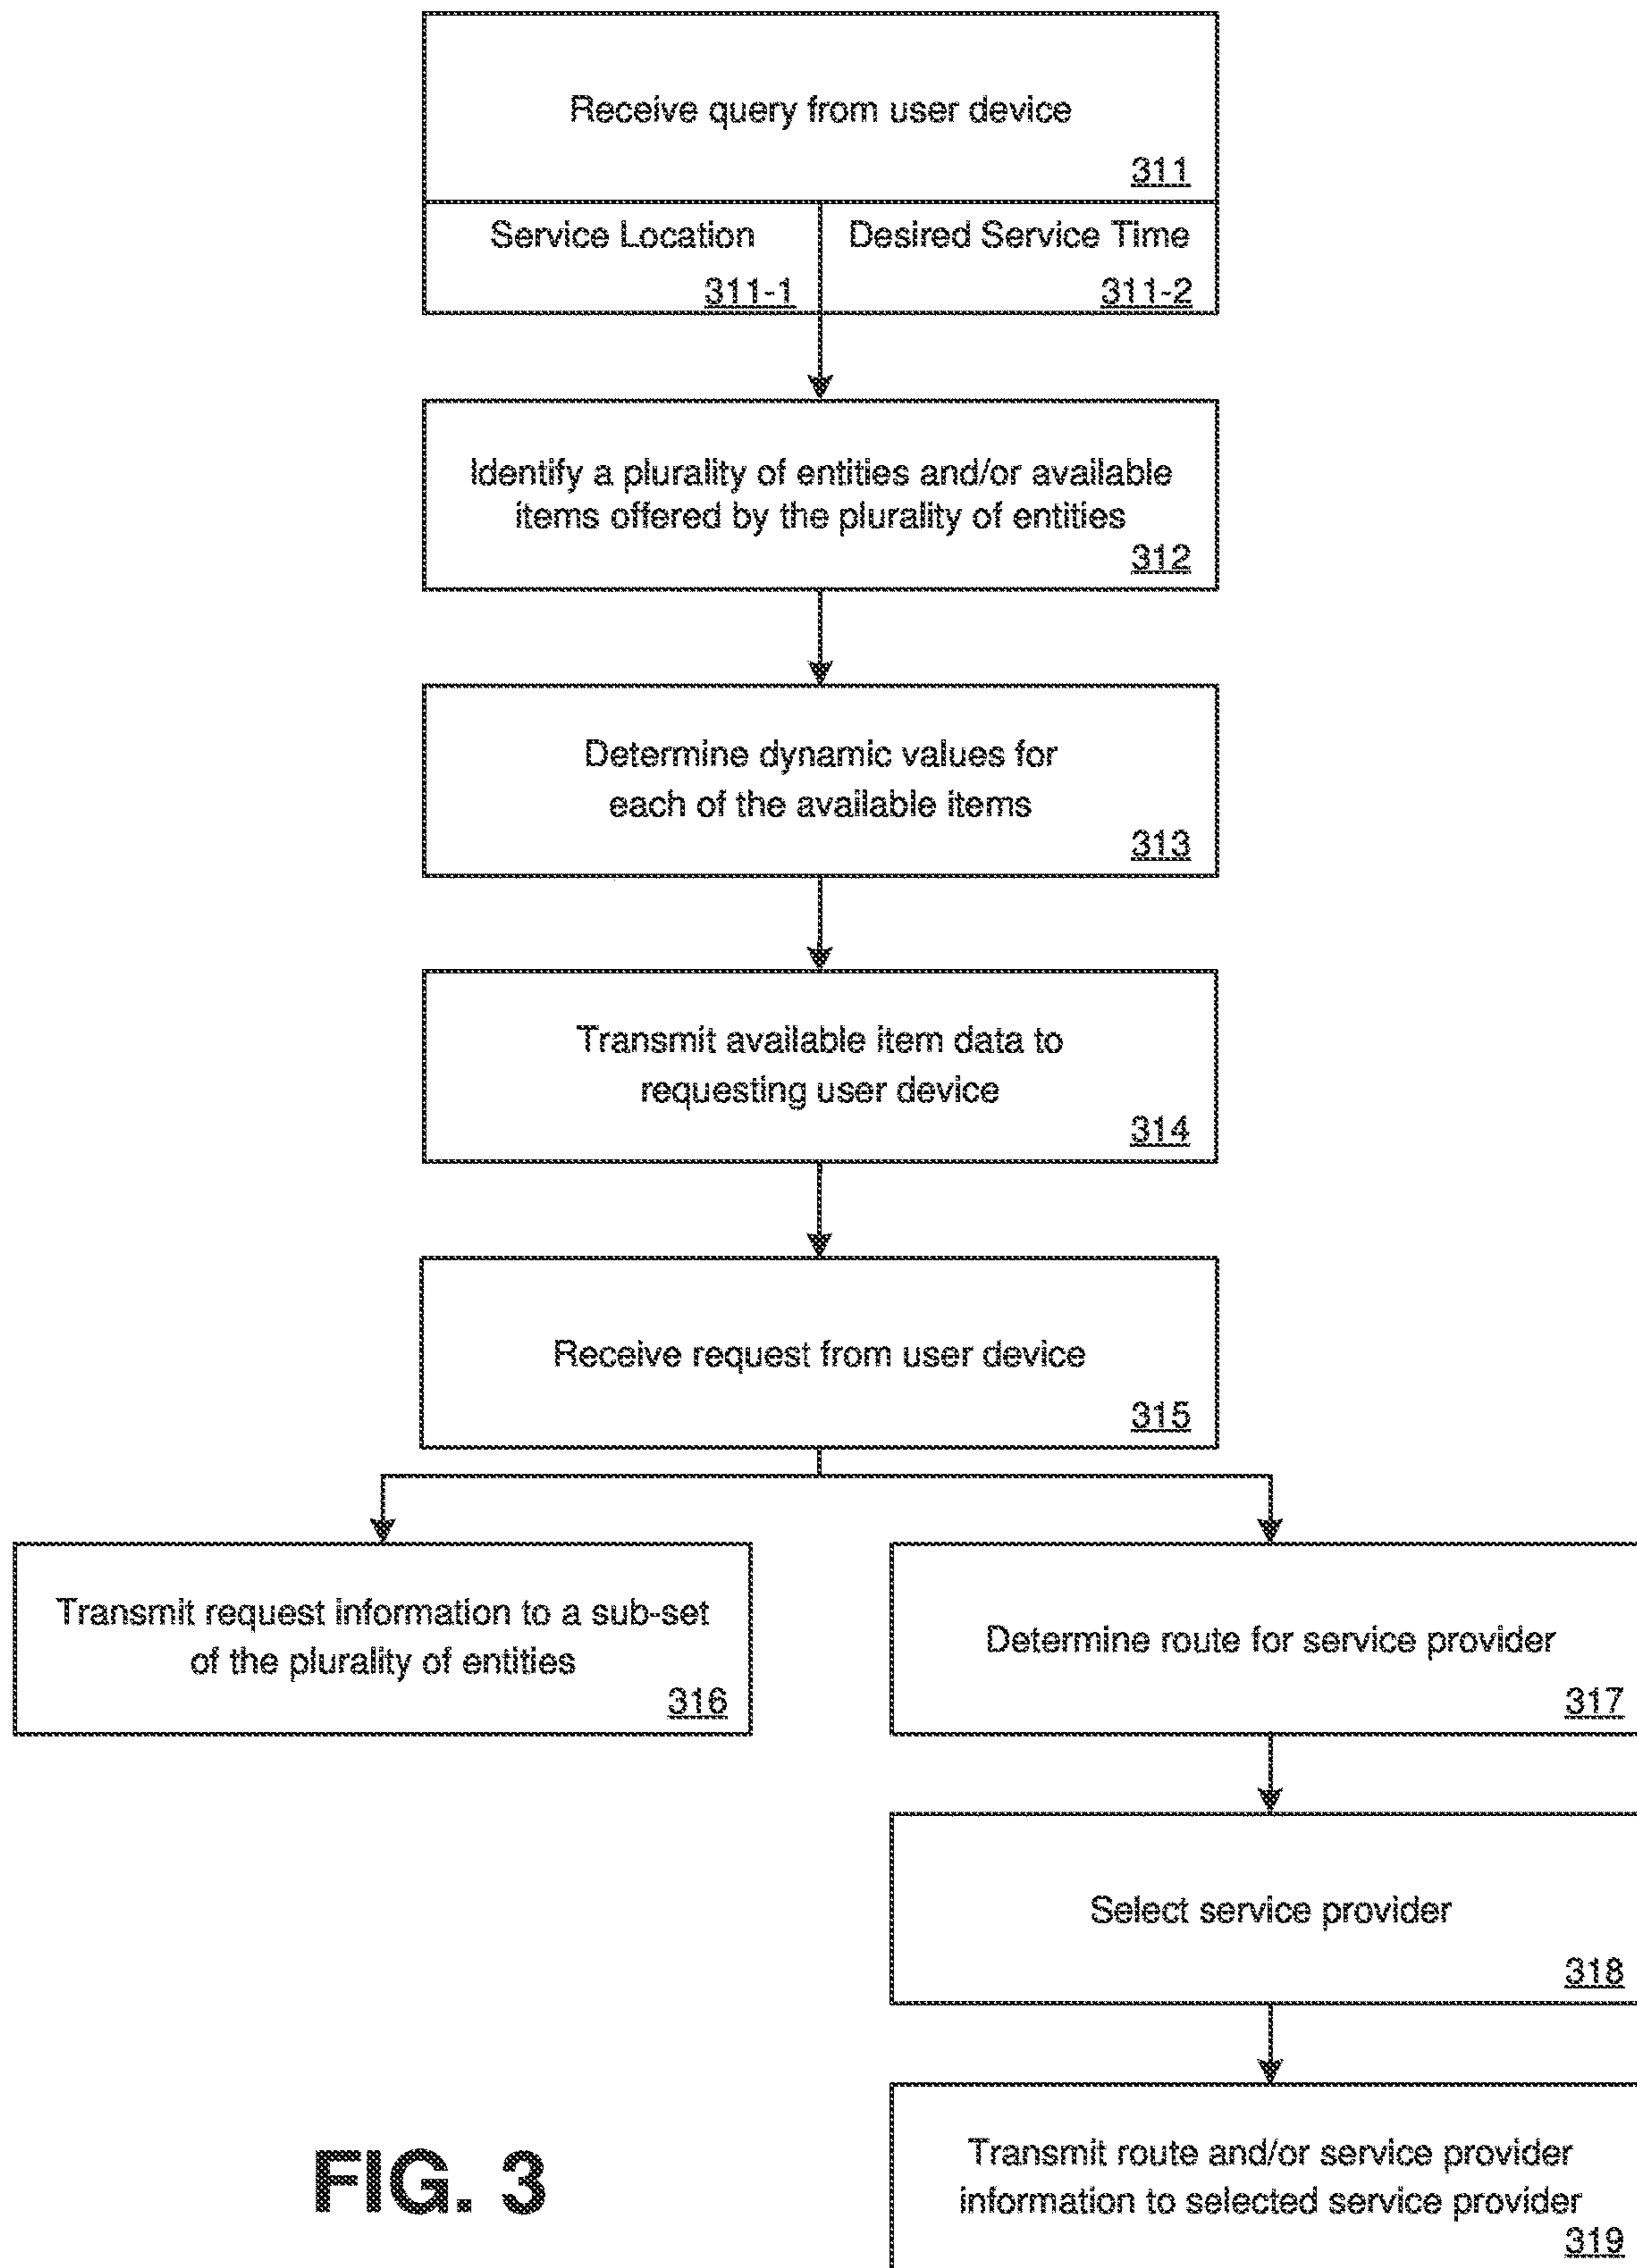 Receive query from user device
311
Service Location
311-1
Desired Service Time
311-2
Identify a plurality of entities and/or available
items offered by the plurality of entities
312
Determine dynamic values for
each of the available items
313
Transmit available item data to
requesting user device
314
Receive request from user device
315
Transmit request information to a sub-set
of the plurality of entities
316
Determine route for service provider
317
Select service provider
318
Transmit route and/or service provider
information to selected service provider
319
FIG. 3